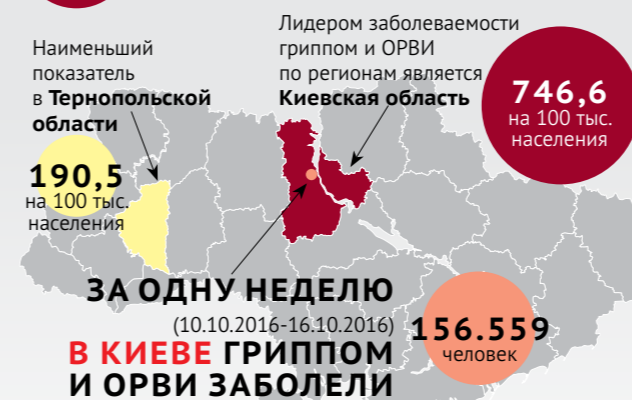 Наименьший
показатель
в Тернопольской
области
190,5
на 100 тыс.
населения
Лидером заболеваемости
гриппом и ОРВИ
по регионам является
Киевская область
746,6
на 100 тыс.
населения
ЗА ОДНУ НЕДЕЛЮ
(10.10.2016-16.10.2016)
В КИЕВЕ ГРИППОМ
И ОРВИ ЗАБОЛЕЛИ
156.559
человек